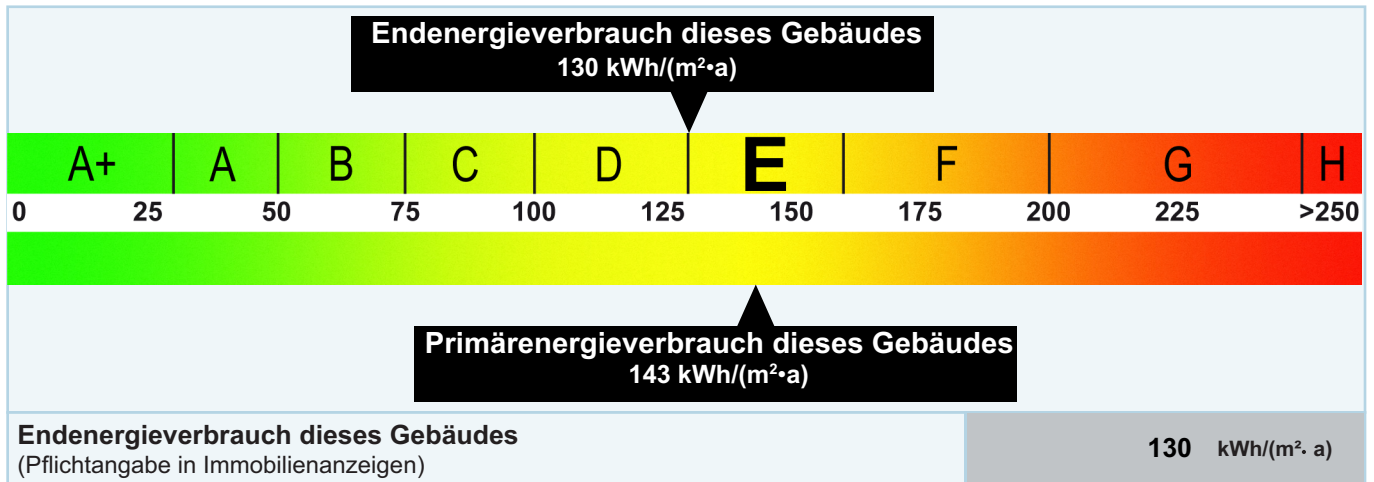 Endenergieverbrauch dieses Gebäudes
130 kWh/(m²•a)
A+ A B C D E F G H
0 25 50 75 100 125 150 175 200 225 >250
Primärenergieverbrauch dieses Gebäudes
143 kWh/(m²•a)
Endenergieverbrauch dieses Gebäudes
(Pflichtangabe in Immobilienanzeigen)
130 kWh/(m²· a)